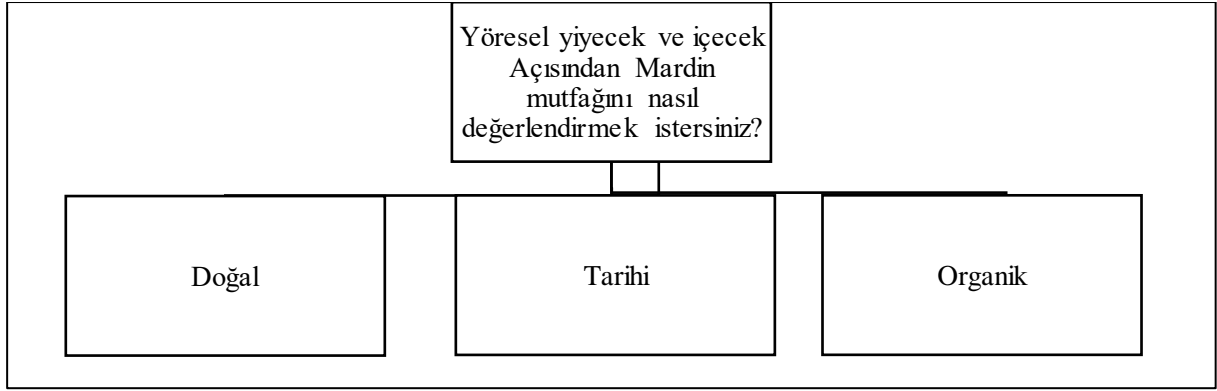 Yöresel yiyecek ve içecek
Açısından Mardin
mutfağını nasıl
değerlendirmek istersiniz?
Doğal
Tarihi
Organik